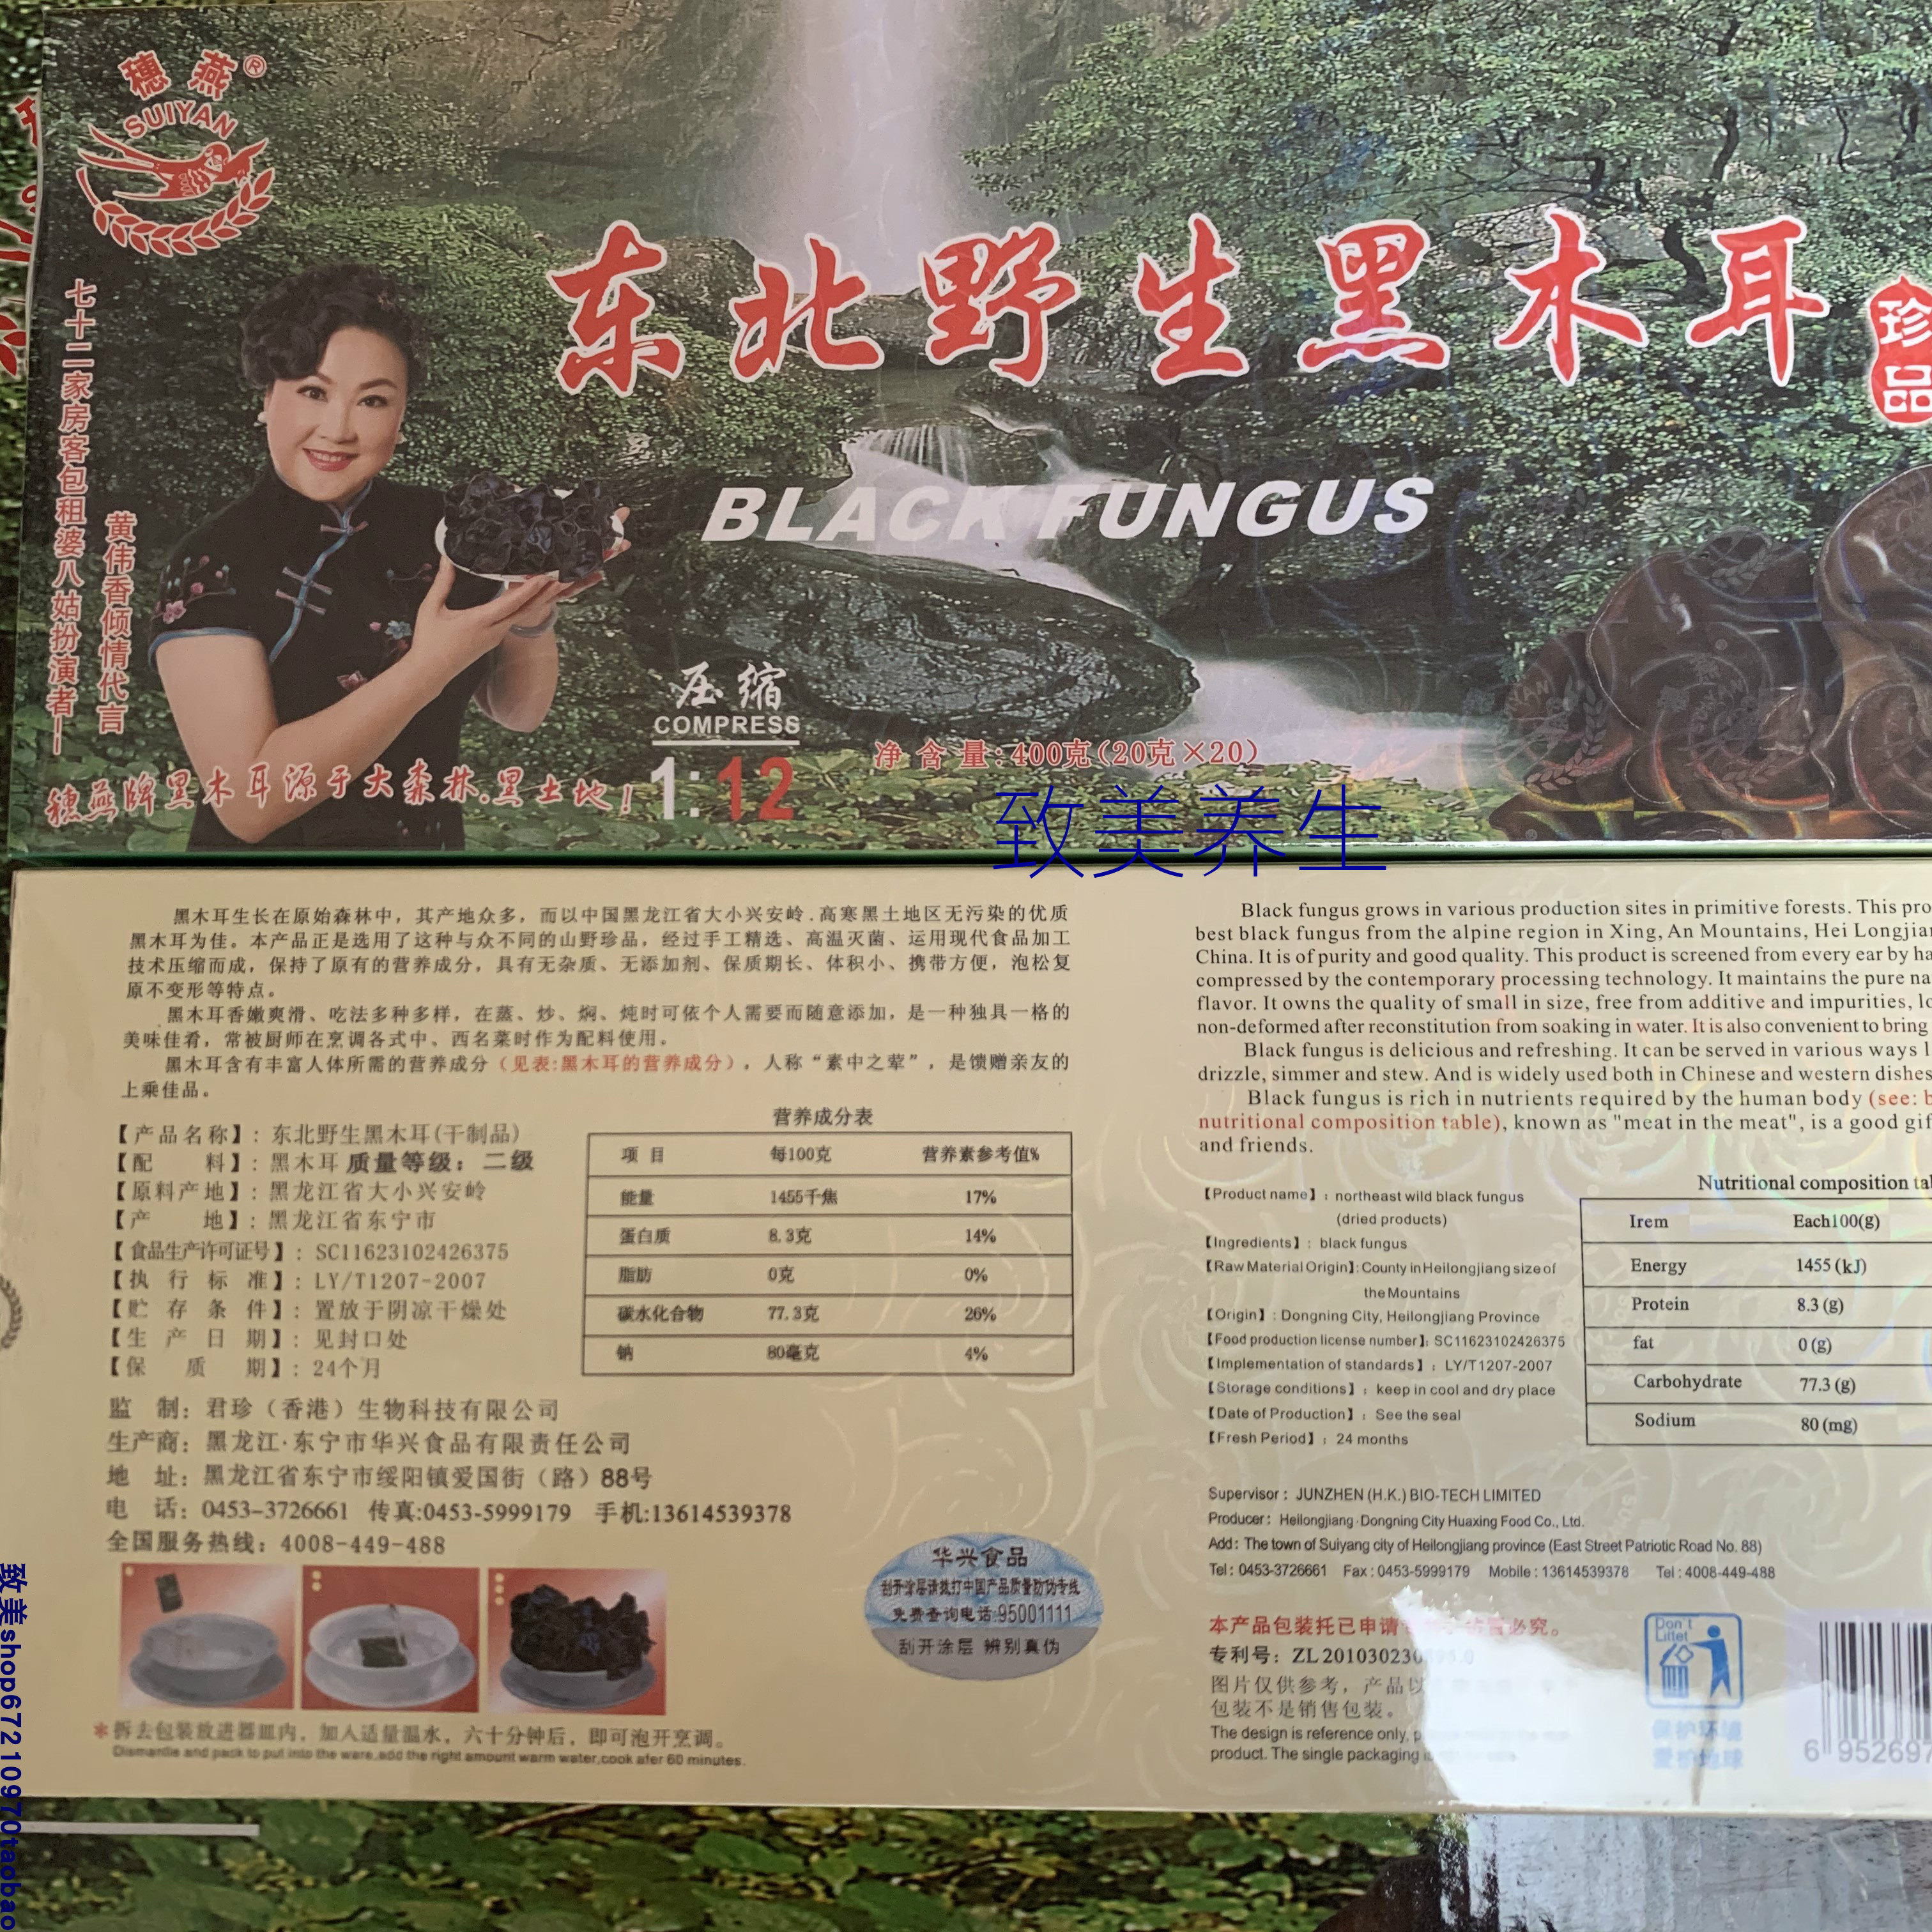 穗燕®
SUIYAN
东北野生黑木耳
珍品
BLACK FUNGUS
七十二家房客包租婆八姑扮演者——
黄伟香倾情代言
压缩
COMPRESS
1:12
净含量:400克(20克×20)
穗燕牌黑木耳源于大森林.黑土地!
致美养生
黑木耳生长在原始森林中，其产地众多，而以中国黑龙江省大小兴安岭.高寒黑土地区无污染的优质
黑木耳为佳。本产品正是选用了这种与众不同的山野珍品，经过手工精选、高温灭菌、运用现代食品加工
技术压缩而成，保持了原有的营养成分，具有无杂质、无添加剂、保质期长、体积小、携带方便，泡松复
原不变形等特点。
黑木耳香嫩爽滑、吃法多种多样，在蒸、炒、焖、炖时可依个人需要而随意添加，是一种独具一格的
美味佳肴，常被厨师在烹调各式中、西名菜时作为配料使用。
黑木耳含有丰富人体所需的营养成分（见表:黑木耳的营养成分），人称“素中之荤”，是馈赠亲友的
上乘佳品。
【产品名称】: 东北野生黑木耳(干制品)
【配 料】: 黑木耳 质量等级: 二级
【原料产地】: 黑龙江省大小兴安岭
【产 地】: 黑龙江省东宁市
【食品生产许可证号】: SC11623102426375
【执行标准】: LY/T1207-2007
【贮存条件】: 置放于阴凉干燥处
【生产日期】: 见封口处
【保质期】: 24个月
营养成分表
项目 每100克 营养素参考值%
能量 1455千焦 17%
蛋白质 8.3克 14%
脂肪 0克 0%
碳水化合物 77.3克 26%
钠 80毫克 4%
监 制: 君珍（香港）生物科技有限公司
生产商: 黑龙江·东宁市华兴食品有限责任公司
地 址: 黑龙江省东宁市绥阳镇爱国街（路）88号
电 话: 0453-3726661 传真:0453-5999179 手机:13614539378
全国服务热线: 4008-449-488
华兴食品
刮开涂层请拨打中国产品质量防伪专线
免费查询电话:95001111
刮开涂层 辨别真伪
*拆去包装放进器皿内，加入适量温水，六十分钟后，即可泡开烹调。
Dismantle and pack to put into the ware,add the right amount warm water,cook afer 60 minutes.
Black fungus grows in various production sites in primitive forests. This pro
best black fungus from the alpine region in Xing, An Mountains, Hei Longjian
China. It is of purity and good quality. This product is screened from every ear by ha
compressed by the contemporary processing technology. It maintains the pure na
flavor. It owns the quality of small in size, free from additive and impurities, lo
non-deformed after reconstitution from soaking in water. It is also convenient to bring
Black fungus is delicious and refreshing. It can be served in various ways l
drizzle, simmer and stew. And is widely used both in Chinese and western dishes
Black fungus is rich in nutrients required by the human body (see: b
nutritional composition table), known as "meat in the meat", is a good gif
and friends.
【Product name】: northeast wild black fungus
(dried products)
【Ingredients】: black fungus
【Raw Material Origin】: County in Heilongjiang size of
the Mountains
【Origin】: Dongning City, Heilongjiang Province
【Food production license number】: SC11623102426375
【Implementation of standards】: LY/T1207-2007
【Storage conditions】: keep in cool and dry place
【Date of Production】: See the seal
【Fresh Period】: 24 months
Nutritional composition ta
Irem Each100(g)
Energy 1455 (kJ)
Protein 8.3 (g)
fat 0 (g)
Carbohydrate 77.3 (g)
Sodium 80 (mg)
Supervisor: JUNZHEN (H.K.) BIO-TECH LIMITED
Producer: Heilongjiang·Dongning City Huaxing Food Co., Ltd.
Add: The town of Suiyang city of Heilongjiang province (East Street Patriotic Road No. 88)
Tel: 0453-3726661 Fax: 0453-5999179 Mobile: 13614539378 Tel: 4008-449-488
本产品包装托已申请 必究。
专利号: ZL 201030230
图片仅供参考，产品以
包装不是销售包装。
The design is reference only,
product. The single packaging
Don't
Littet
保护环境
爱护地球
6 952697
致美shop67210970taobao